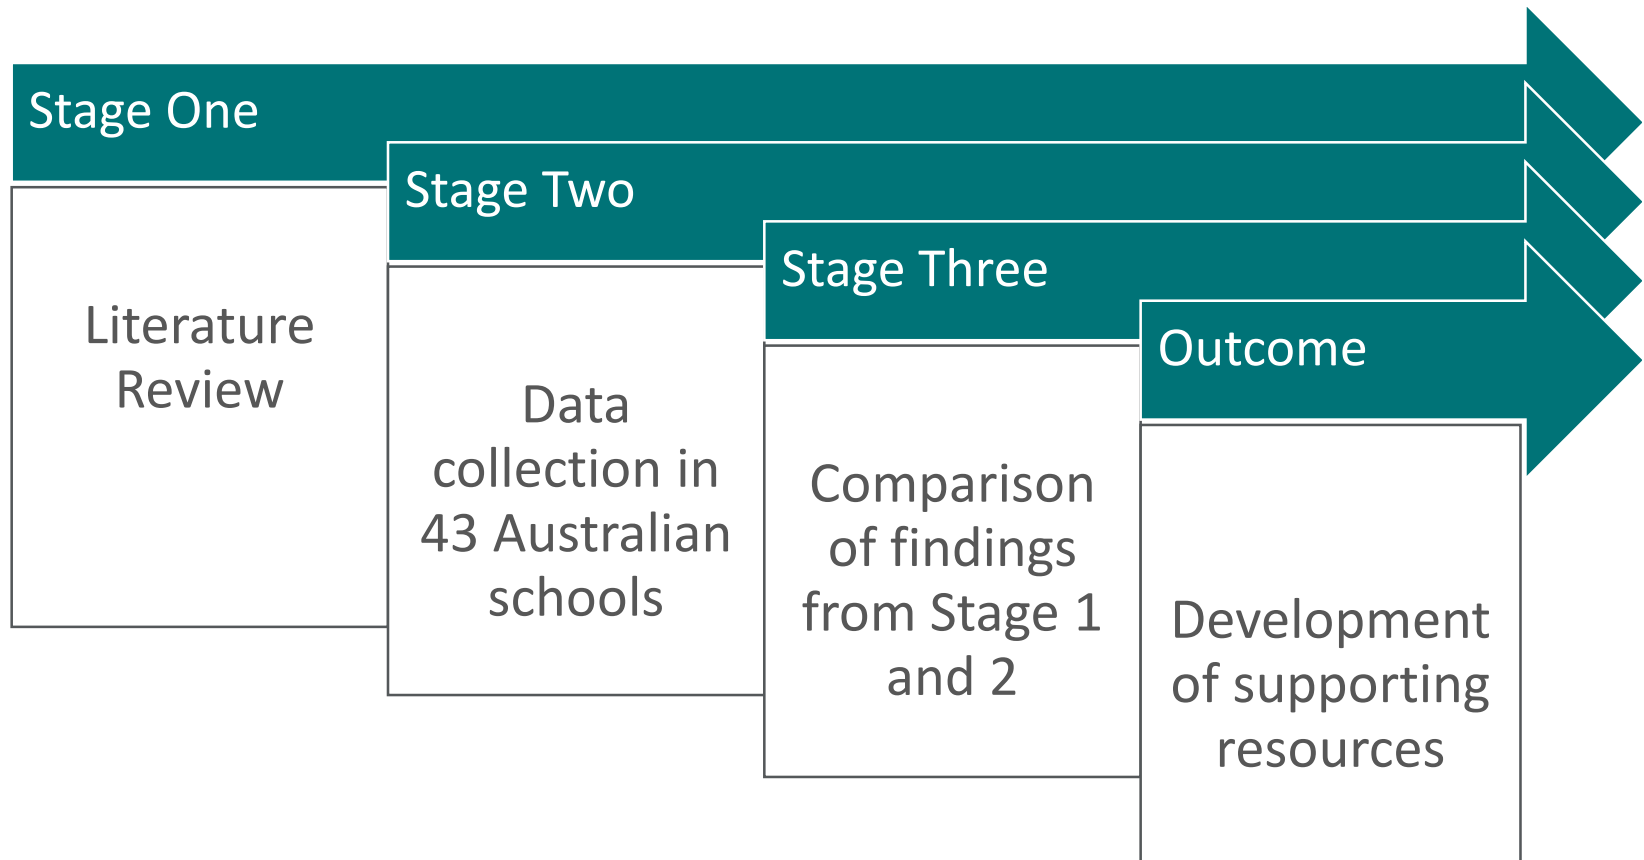 Stage One
Literature
Review
Stage Two
Data
collection in
43 Australian
schools
Stage Three
Comparison
of findings
from Stage 1
and 2
Outcome
Development
of supporting
resources